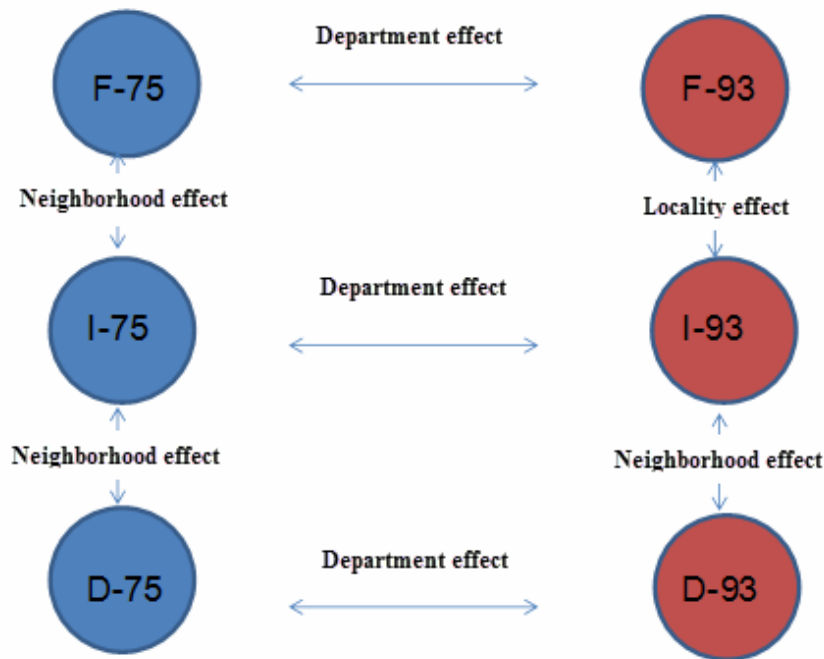 Department effect
F-75
F-93
Neighborhood effect
Locality effect
Department effect
I-75
I-93
Neighborhood effect
Neighborhood effect
Department effect
D-75
D-93